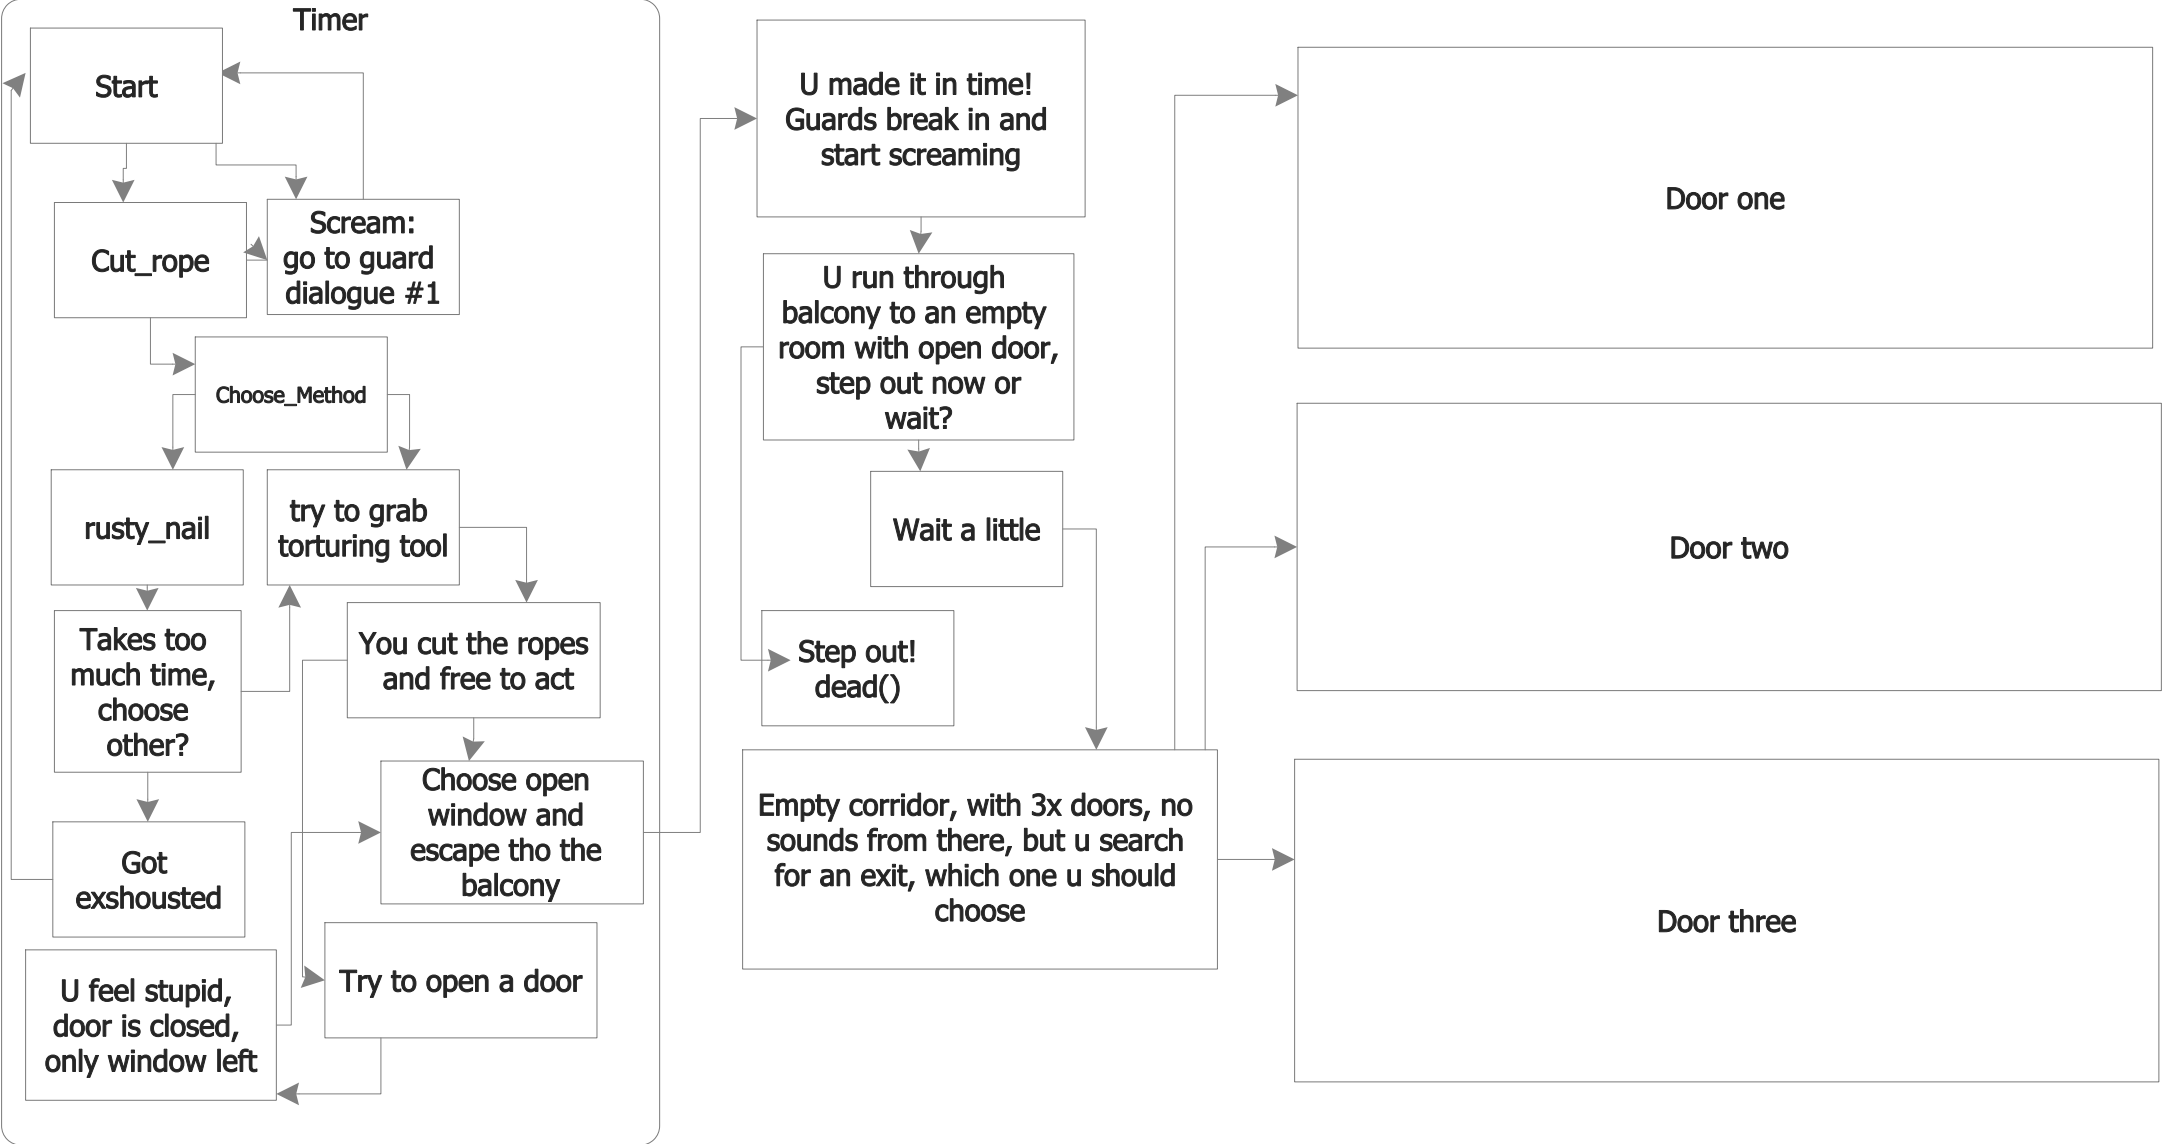 Timer
Start
Cut_rope
Scream:
go to guard
dialogue #1
Choose_Method
rusty_nail
try to grab
torturing tool
Takes too
much time,
choose
other?
You cut the ropes
and free to act
Got
exshousted
Choose open
window and
escape tho the
balcony
Try to open a door
U feel stupid,
door is closed,
only window left
U made it in time!
Guards break in and
start screaming
U run through
balcony to an empty
room with open door,
step out now or
wait?
Wait a little
Step out!
dead()
Empty corridor, with 3x doors, no
sounds from there, but u search
for an exit, which one u should
choose
Door one
Door two
Door three